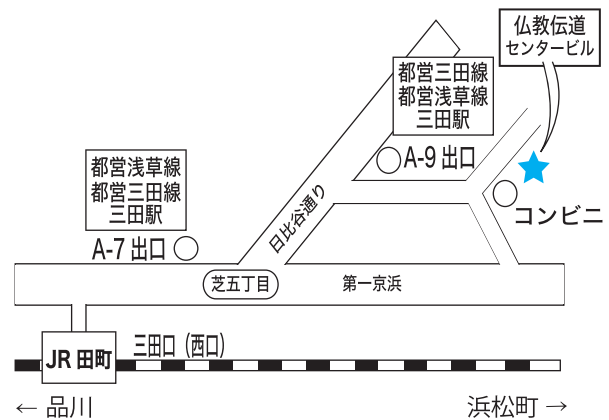 仏教伝道
センタービル
都営三田線
都営浅草線
三田駅
A-9 出口
都営浅草線
都営三田線
三田駅
A-7 出口
日比谷通り
コンビニ
芝五丁目
第一京浜
三田口（西口）
JR 田町
← 品川
浜松町 →